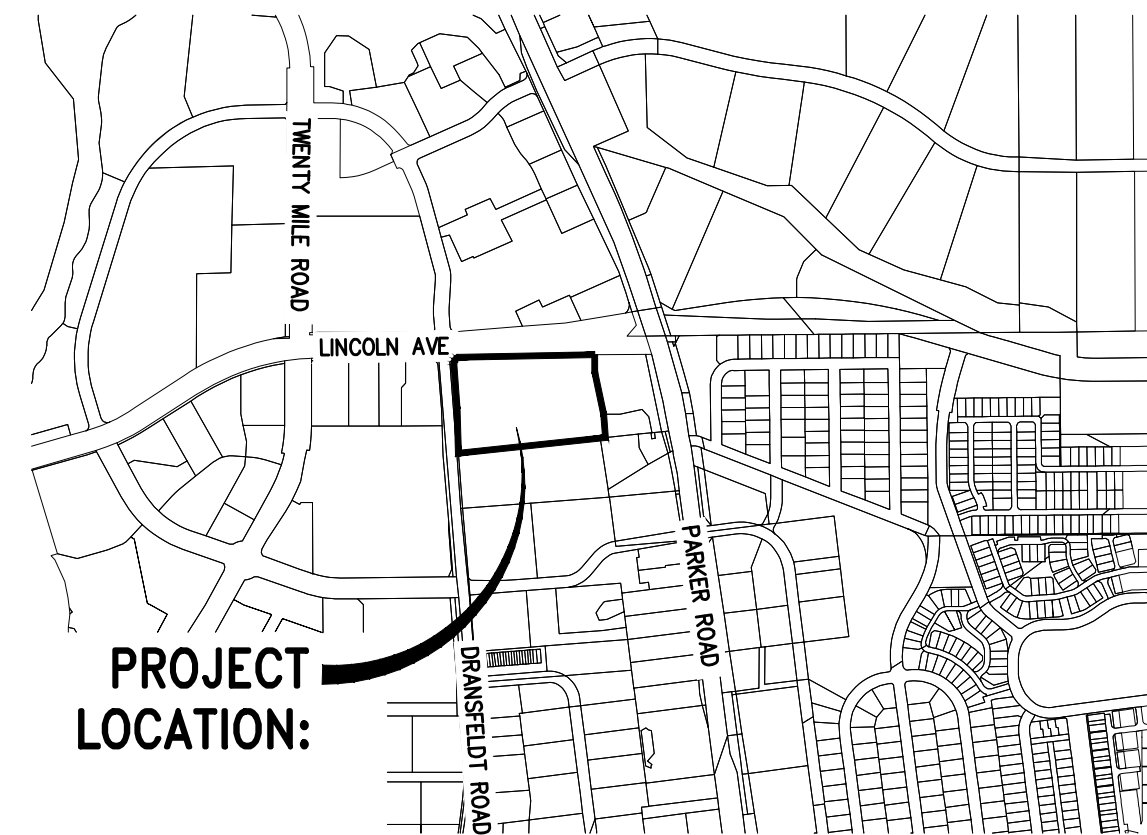 TWENTY MILE ROAD
LINCOLN AVE
PARKER ROAD
PROJECT
LOCATION:
DRANSFELDT ROAD